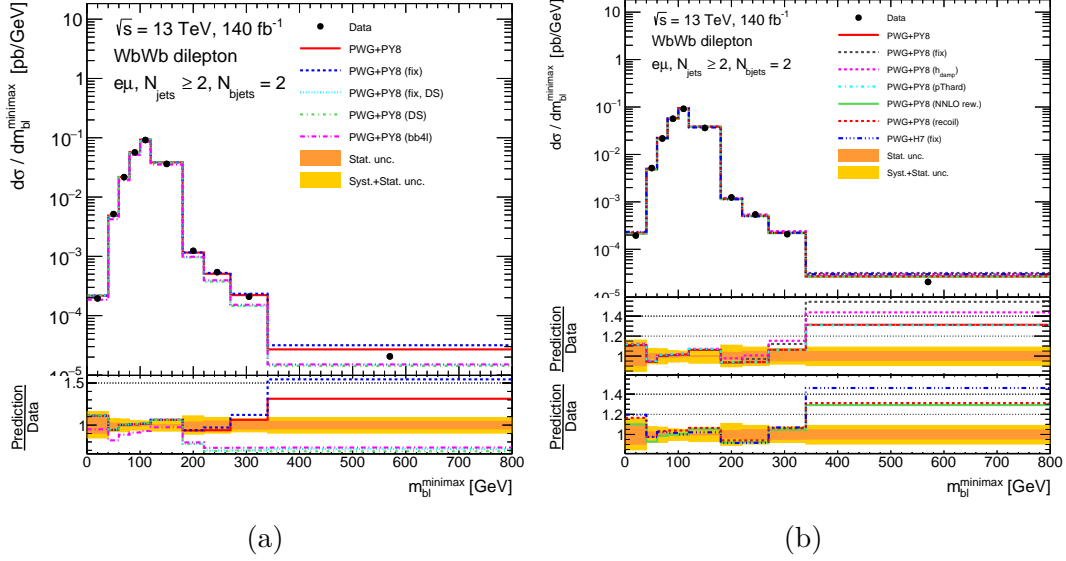 √s = 13 TeV, 140 fb⁻¹
WbWb dilepton
eμ, N_jets ≥ 2, N_bjets = 2
Data
PWG+PY8
PWG+PY8 (fix)
PWG+PY8 (fix, DS)
PWG+PY8 (DS)
PWG+PY8 (bb4l)
Stat. unc.
Syst.+Stat. unc.
dσ / dm_bl^minimax [pb/GeV]
10
1
10⁻¹
10⁻²
10⁻³
10⁻⁴
10⁻⁵
Prediction
Data
1.5
1
0 100 200 300 400 500 600 700 800
m_bl^minimax [GeV]
(a)
√s = 13 TeV, 140 fb⁻¹
WbWb dilepton
eμ, N_jets ≥ 2, N_bjets = 2
Data
PWG+PY8
PWG+PY8 (fix)
PWG+PY8 (h_damp)
PWG+PY8 (pThard)
PWG+PY8 (NNLO rew.)
PWG+PY8 (recoil)
PWG+H7 (fix)
Stat. unc.
Syst.+Stat. unc.
dσ / dm_bl^minimax [pb/GeV]
10
1
10⁻¹
10⁻²
10⁻³
10⁻⁴
10⁻⁵
Prediction
Data
1.4
1.2
1
Prediction
Data
1.4
1.2
1
0 100 200 300 400 500 600 700 800
m_bl^minimax [GeV]
(b)